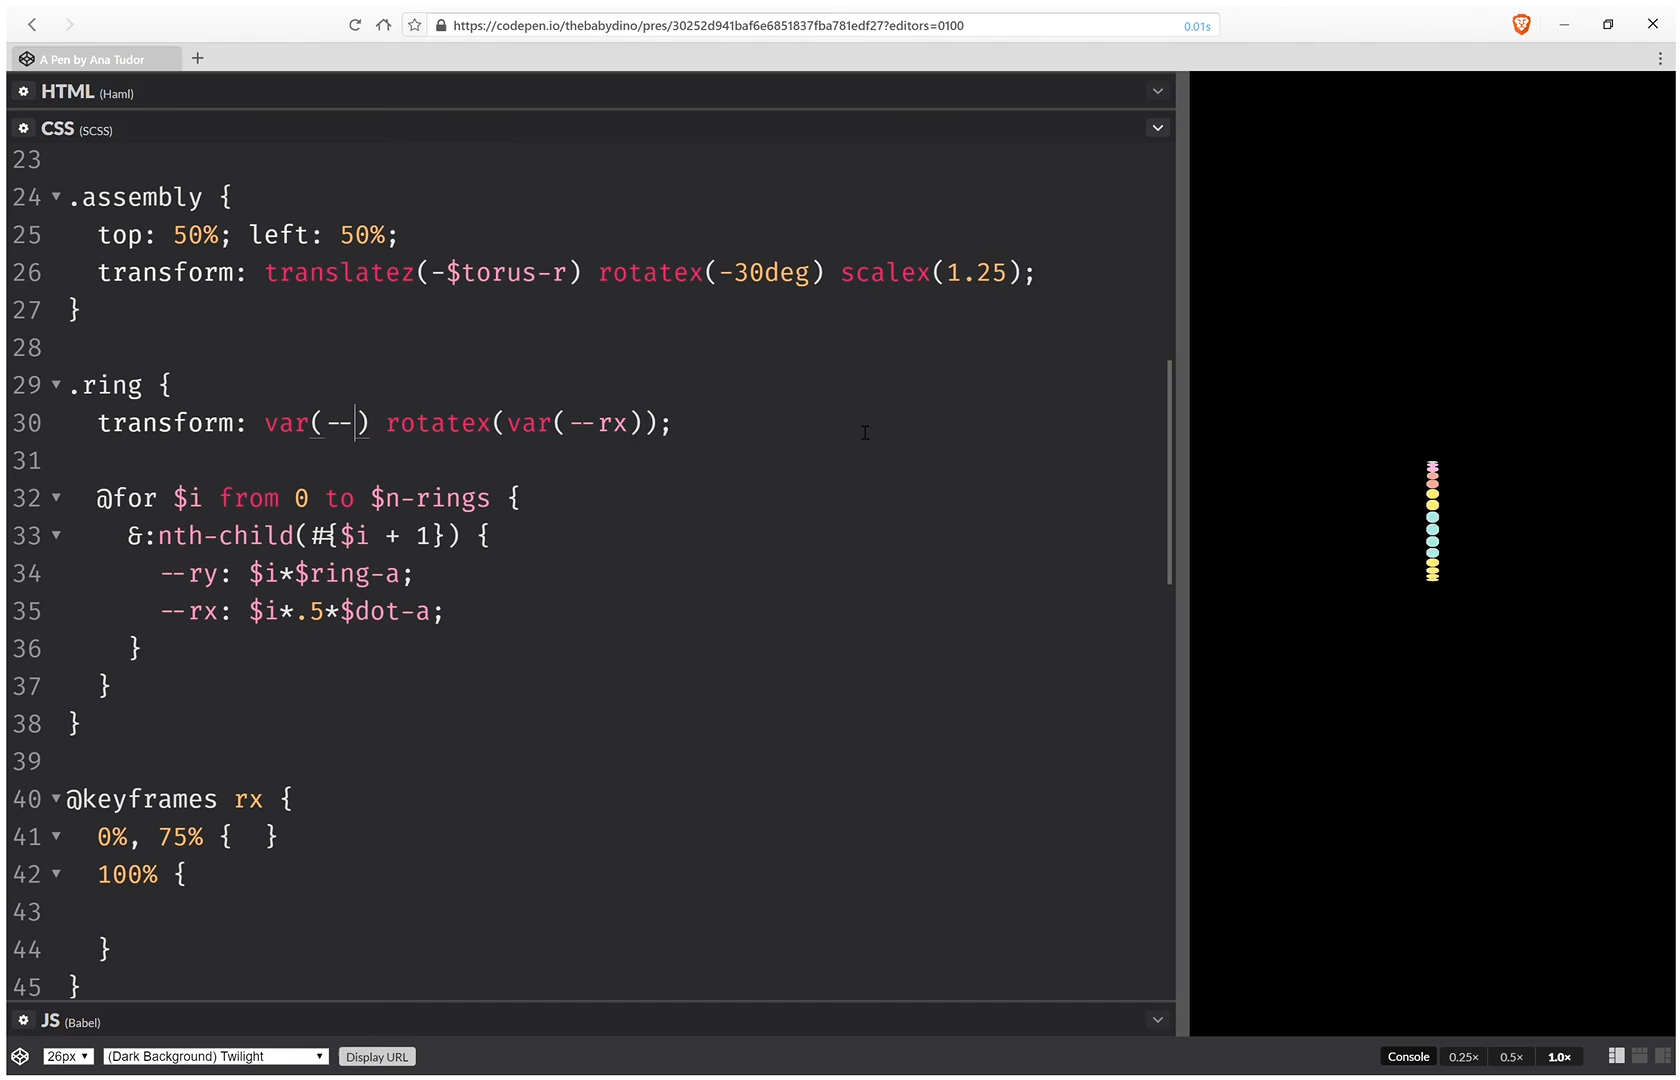 https://codepen.io/thebabydino/pres/30252d941baf6e6851837fba781edf27?editors=0100 0.01s
A Pen by Ana Tudor
HTML (Haml)
CSS (SCSS)
23
24 .assembly {
25 top: 50%; left: 50%;
26 transform: translatez(-$torus-r) rotatex(-30deg) scalex(1.25);
27 }
28
29 .ring {
30 transform: var(--) rotatex(var(--rx));
31
32 @for $i from 0 to $n-rings {
33 &:nth-child(#{$i + 1}) {
34 --ry: $i*$ring-a;
35 --rx: $i*.5*$dot-a;
36 }
37 }
38 }
39
40 @keyframes rx {
41 0%, 75% { }
42 100% {
43
44 }
45 }
JS (Babel)
26px (Dark Background) Twilight Display URL Console 0.25× 0.5× 1.0×